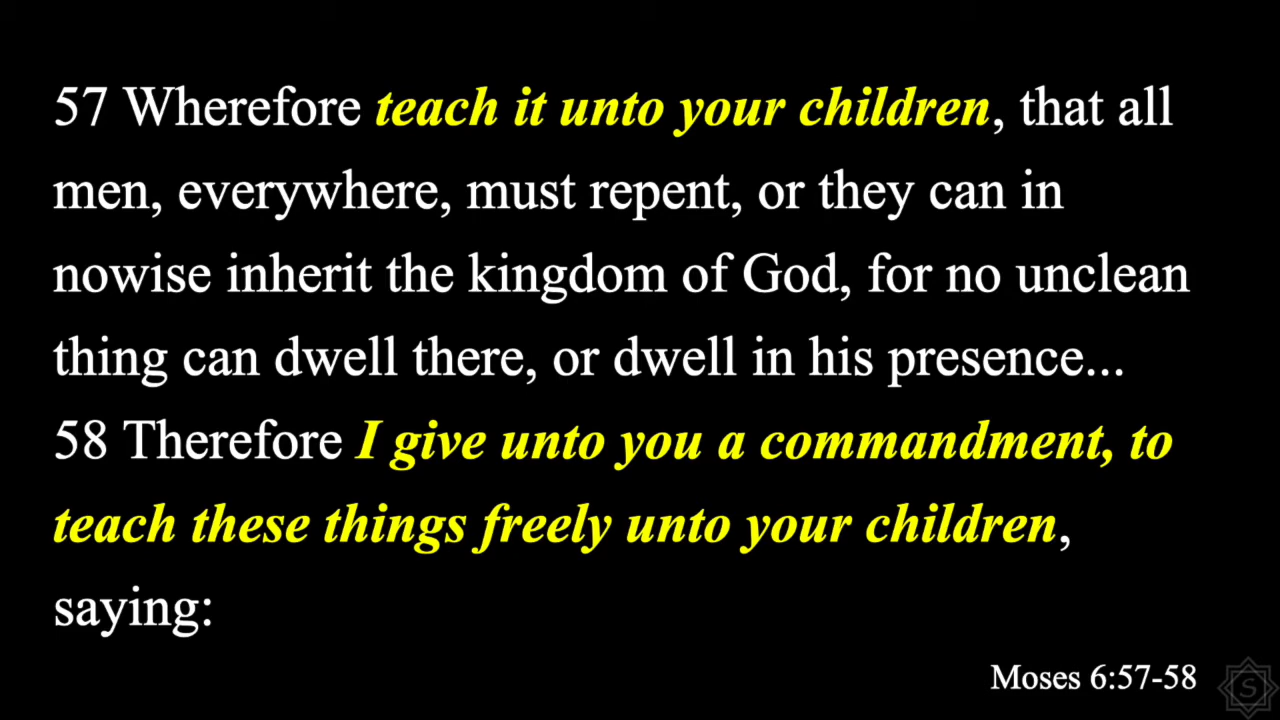 57 Wherefore teach it unto your children, that all
men, everywhere, must repent, or they can in
nowise inherit the kingdom of God, for no unclean
thing can dwell there, or dwell in his presence...
58 Therefore I give unto you a commandment, to
teach these things freely unto your children,
saying:
Moses 6:57-58
S